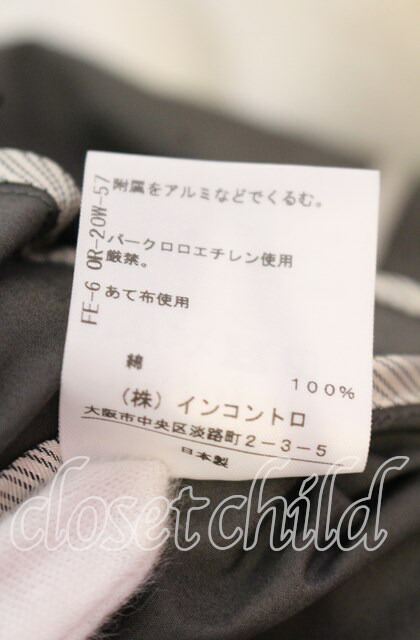 附属をアルミなどでくるむ。
パークロロエチレン使用
厳禁。
あて布使用
FE-6 OR-20W-57
綿
100%
(株) インコントロ
大阪市中央区淡路町2-3-5
日本製
closet child